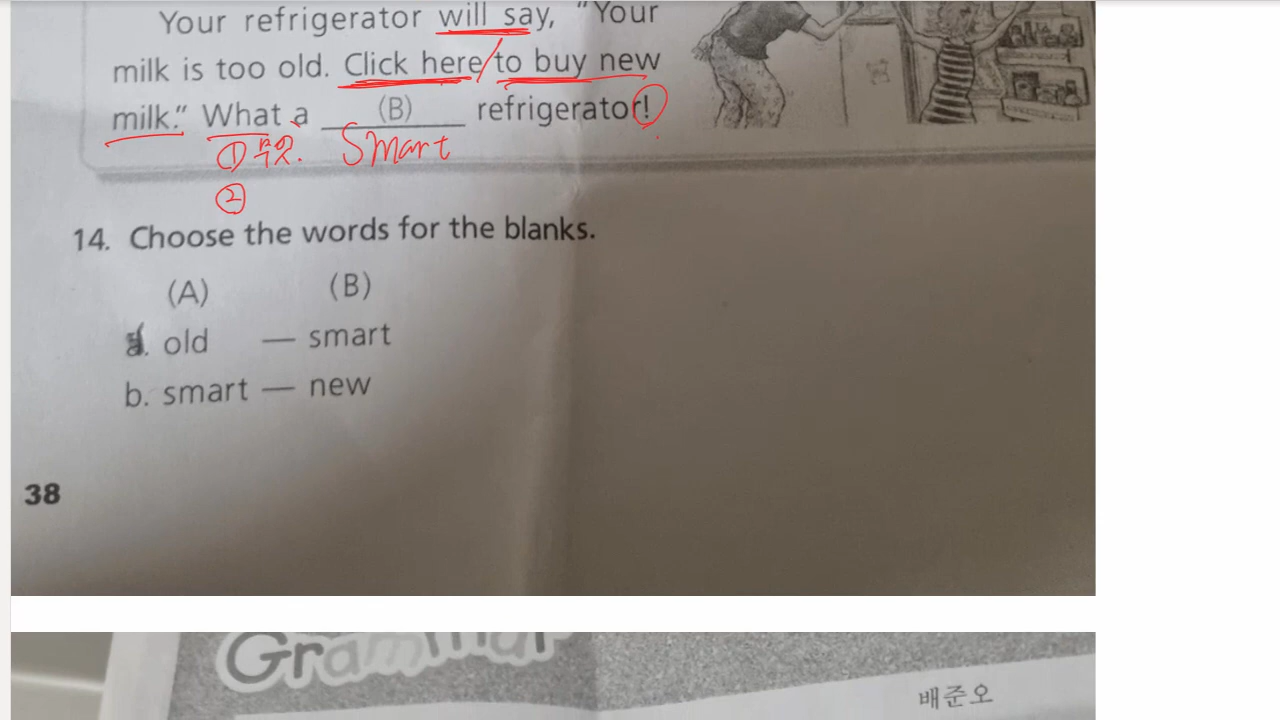 Your refrigerator will say, "Your
milk is too old. Click here/to buy new
milk." What a (B) refrigerator!
① 무엇. Smart
②
14. Choose the words for the blanks.
(A) (B)
a. old — smart
b. smart — new
38
Grammar
배준오